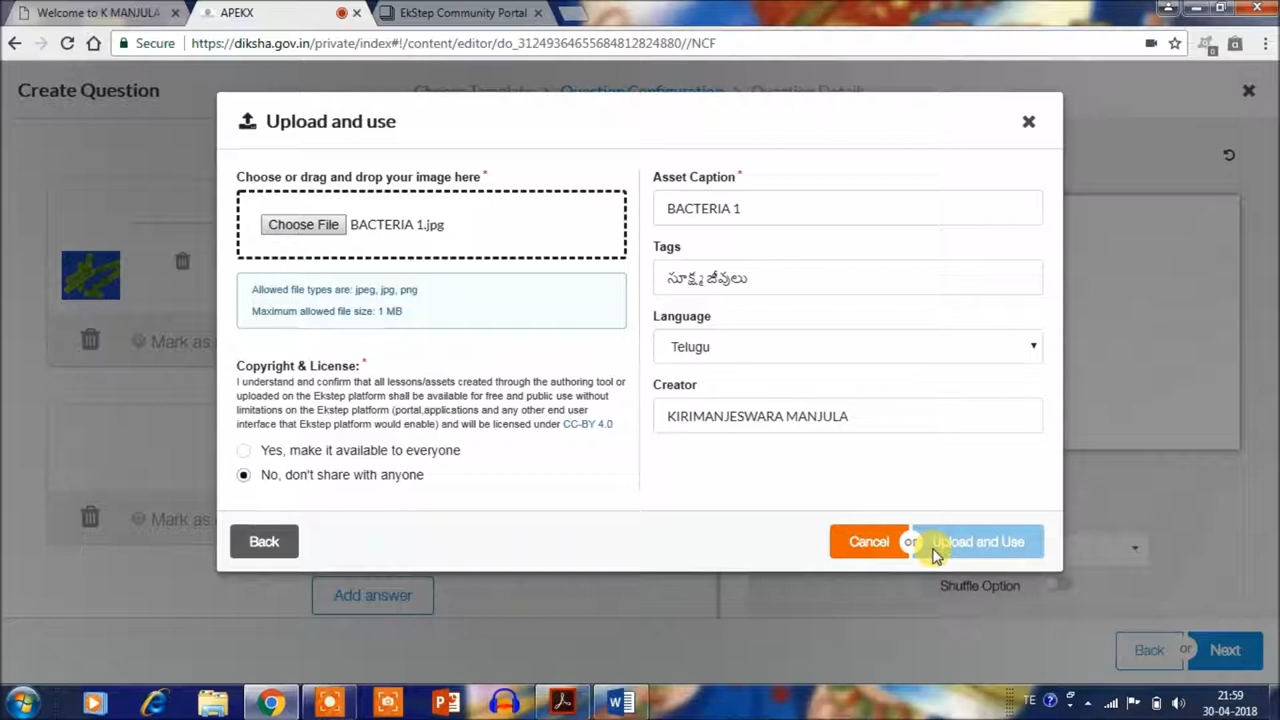 Welcome to K MANJULA
APEKX
EkStep Community Portal
Secure
https://diksha.gov.in/private/index#!/content/editor/do_31249364655684812824880//NCF
Create Question
Question Configuration
Question Details
Upload and use
Choose or drag and drop your image here *
Choose File BACTERIA 1.jpg
Allowed file types are: jpeg, jpg, png
Maximum allowed file size: 1 MB
Copyright & License: *
I understand and confirm that all lessons/assets created through the authoring tool or
uploaded on the Ekstep platform shall be available for free and public use without
limitations on the Ekstep platform (portal,applications and any other end user
interface that Ekstep platform would enable) and will be licensed under CC-BY 4.0
Yes, make it available to everyone
No, don't share with anyone
Asset Caption *
BACTERIA 1
Tags
సూక్ష్మ జీవులు
Language
Telugu
Creator
KIRIMANJESWARA MANJULA
Back
Cancel or Upload and Use
Mark as
Mark as
Add answer
Shuffle Option
Back or Next
TE
21:59
30-04-2018